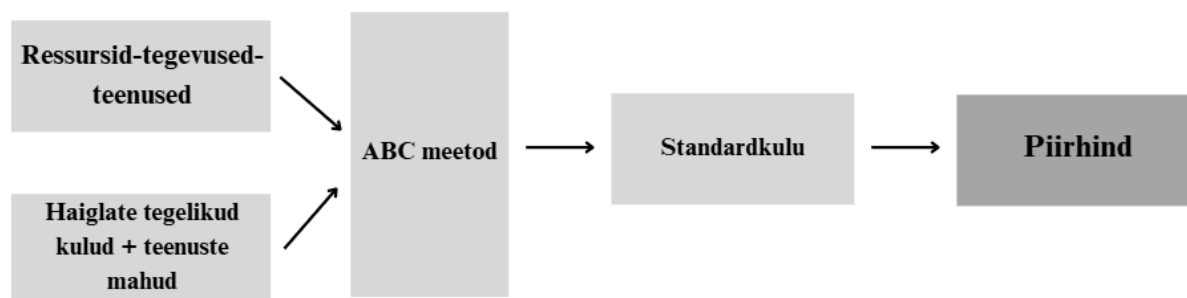 Ressursid-tegevused-
teenused
Haiglate tegelikud
kulud + teenuste
mahud
ABC meetod
Standardkulu
Piirhind